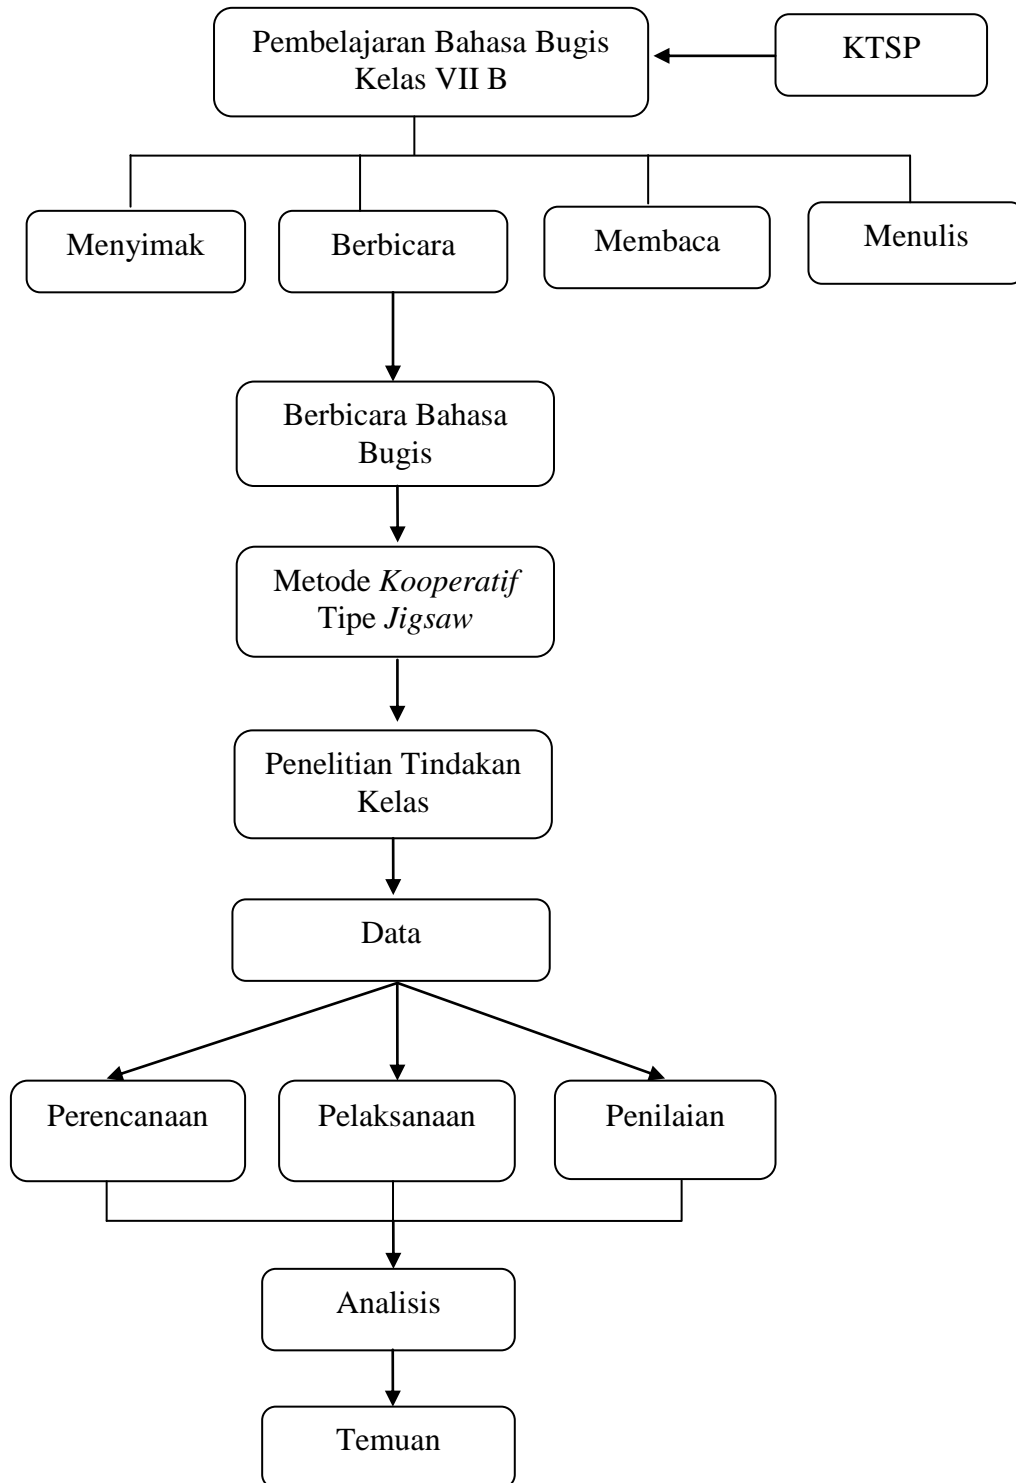 Pembelajaran Bahasa Bugis
Kelas VII B
KTSP
Menyimak
Berbicara
Membaca
Menulis
Berbicara Bahasa
Bugis
Metode Kooperatif
Tipe Jigsaw
Penelitian Tindakan
Kelas
Data
Perencanaan
Pelaksanaan
Penilaian
Analisis
Temuan